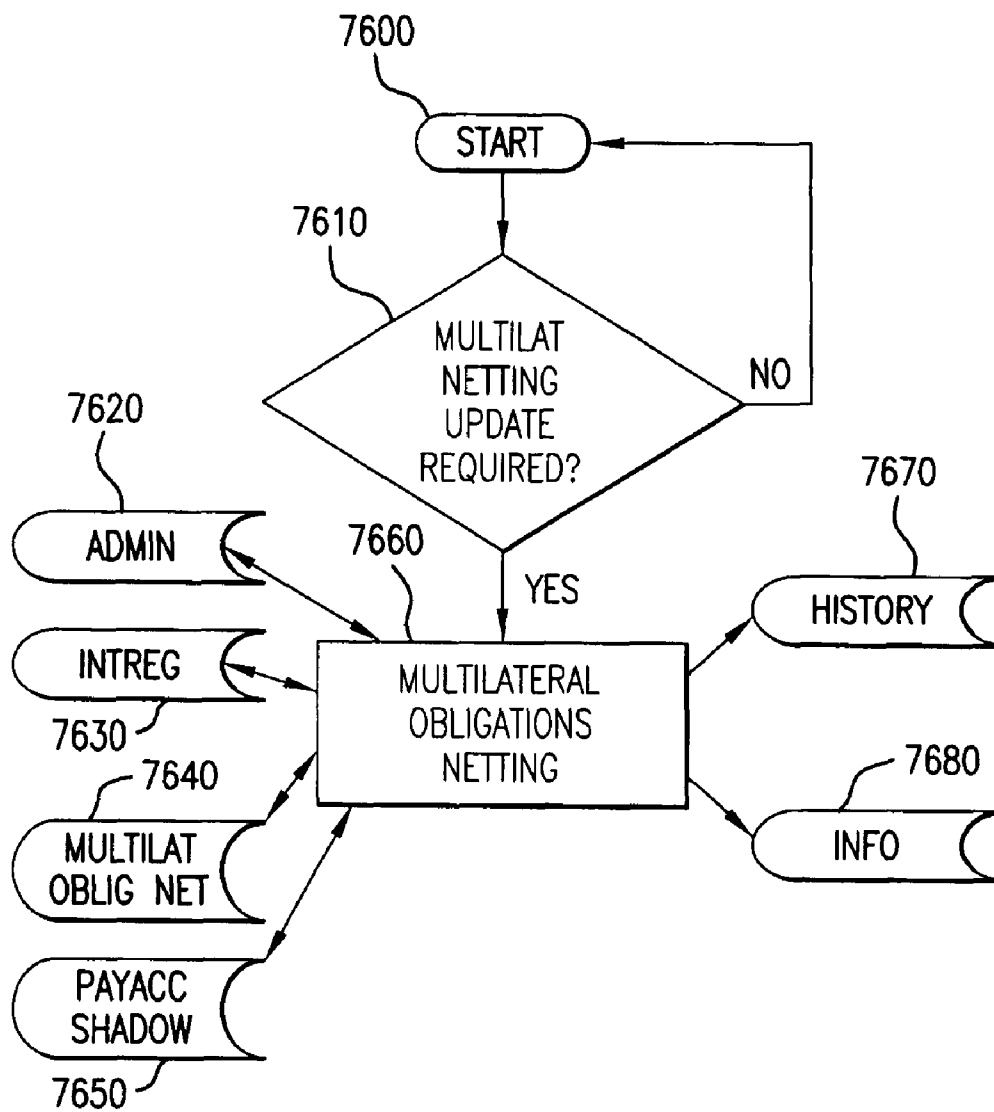 7600
START
7610
MULTILAT
NETTING
UPDATE
REQUIRED?
NO
7620
ADMIN
7660
YES
7670
HISTORY
INTREG
7630
MULTILATERAL
OBLIGATIONS
NETTING
7640
MULTILAT
OBLIG NET
7680
INFO
PAYACC
SHADOW
7650